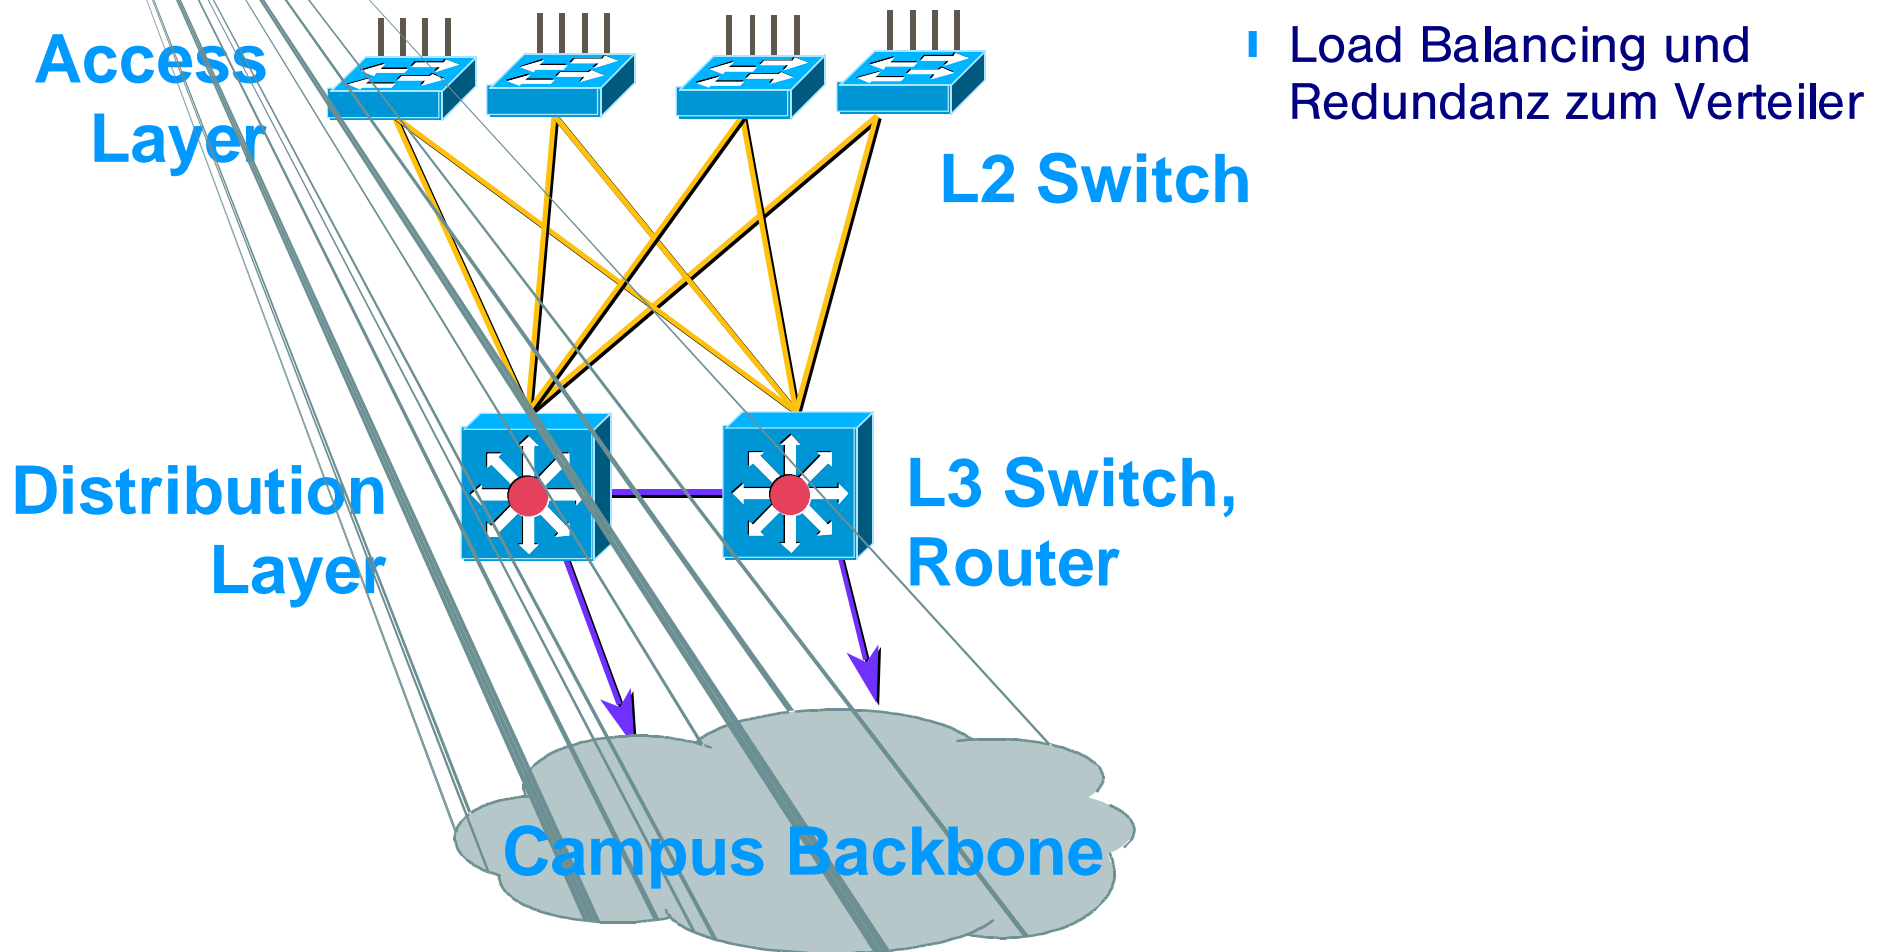 Access
Layer
Load Balancing und
Redundanz zum Verteiler
L2 Switch
Distribution
Layer
L3 Switch,
Router
Campus Backbone